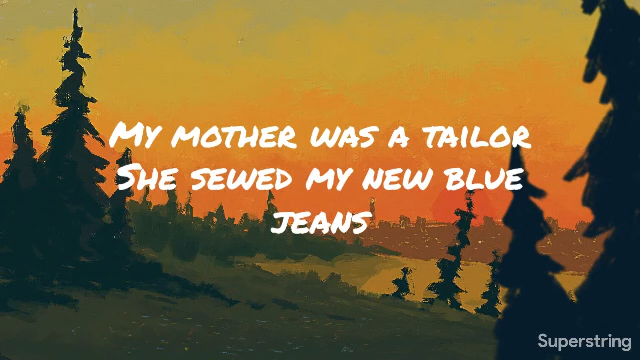 My mother was a tailor
She sewed my new blue
jeans
Superstring